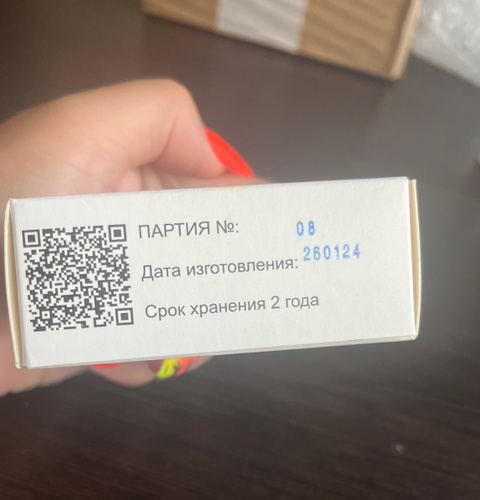 ПАРТИЯ №: 08
Дата изготовления: 260124
Срок хранения 2 года